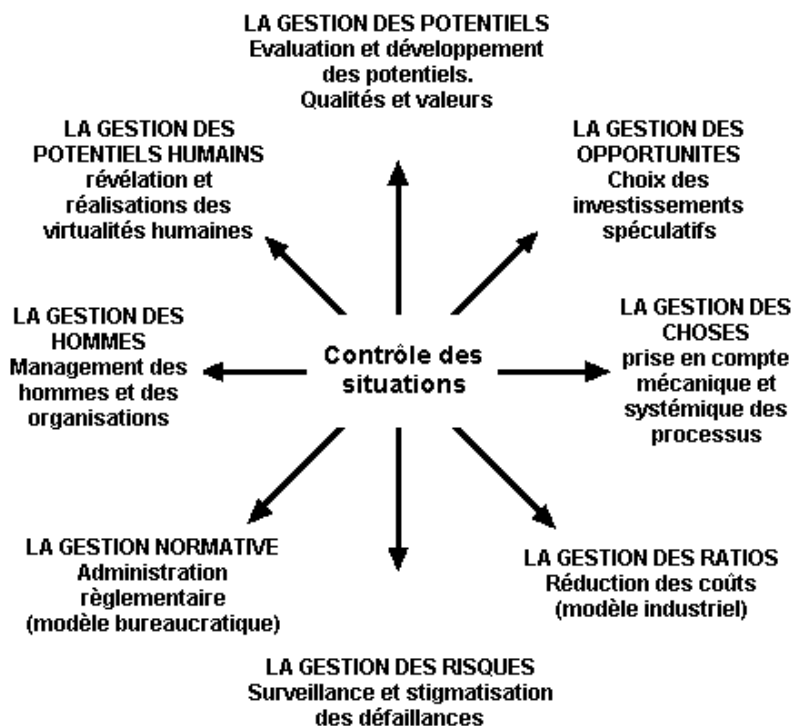 LA GESTION DES POTENTIELS
Evaluation et développement
des potentiels.
Qualités et valeurs
LA GESTION DES
POTENTIELS HUMAINS
révélation et
réalisations des
virtualités humaines
LA GESTION DES
OPPORTUNITES
Choix des
investissements
spéculatifs
LA GESTION DES
HOMMES
Management des
hommes et des
organisations
Contrôle des
situations
LA GESTION DES
CHOSES
prise en compte
mécanique et
systémique des
processus
LA GESTION NORMATIVE
Administration
règlementaire
(modèle bureaucratique)
LA GESTION DES RATIOS
Réduction des coûts
(modèle industriel)
LA GESTION DES RISQUES
Surveillance et stigmatisation
des défaillances